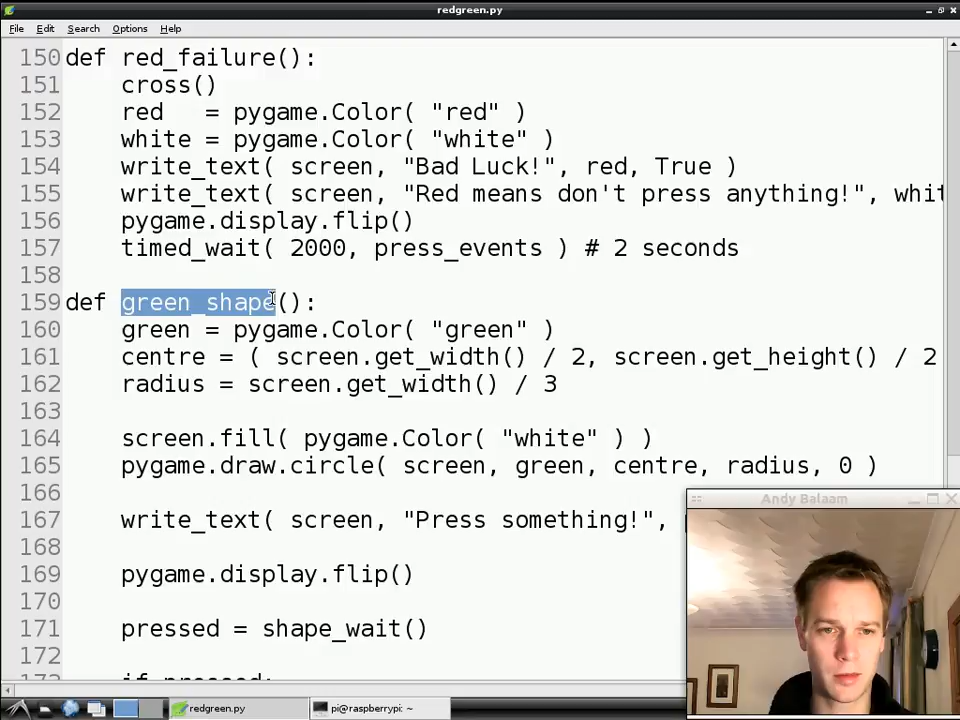 redgreen.py
File Edit Search Options Help
150 def red_failure():
151 cross()
152 red   = pygame.Color( "red" )
153 white = pygame.Color( "white" )
154 write_text( screen, "Bad Luck!", red, True )
155 write_text( screen, "Red means don't press anything!", whit
156 pygame.display.flip()
157 timed_wait( 2000, press_events ) # 2 seconds
158
159 def green_shape():
160 green = pygame.Color( "green" )
161 centre = ( screen.get_width() / 2, screen.get_height() / 2
162 radius = screen.get_width() / 3
163
164 screen.fill( pygame.Color( "white" ) )
165 pygame.draw.circle( screen, green, centre, radius, 0 )
166
Andy Balaam
167 write_text( screen, "Press something!",
168
169 pygame.display.flip()
170
171 pressed = shape_wait()
172
173 if pressed:
redgreen.py
pi@raspberrypi: ~